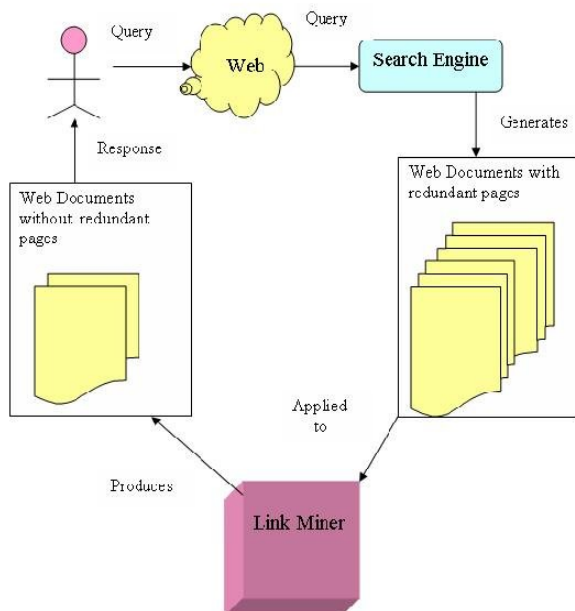 Query
Query
Web
Search Engine
Generates
Response
Web Documents
without redundant
pages
Web Documents with
redundant pages
Applied
to
Produces
Link Miner